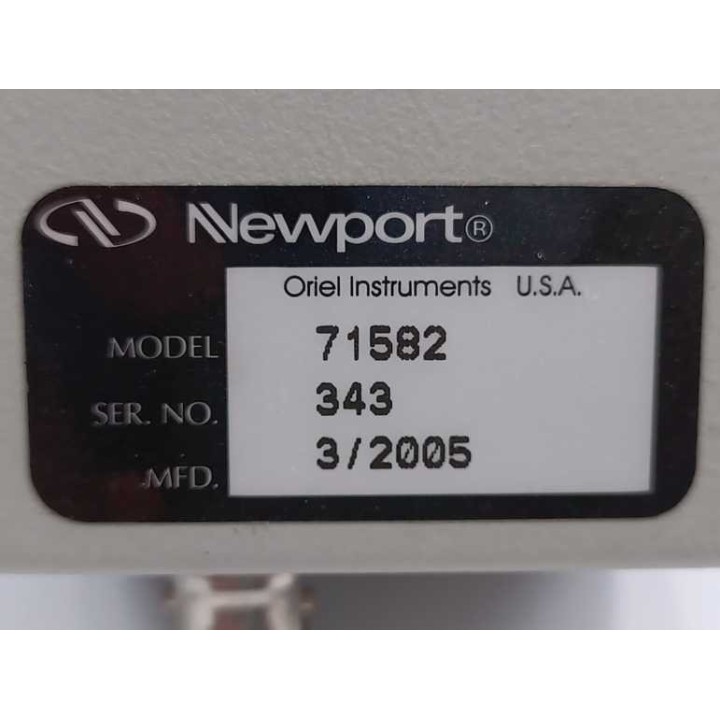 Newport®
Oriel Instruments U.S.A.
MODEL 71582
SER. NO. 343
MFD. 3/2005